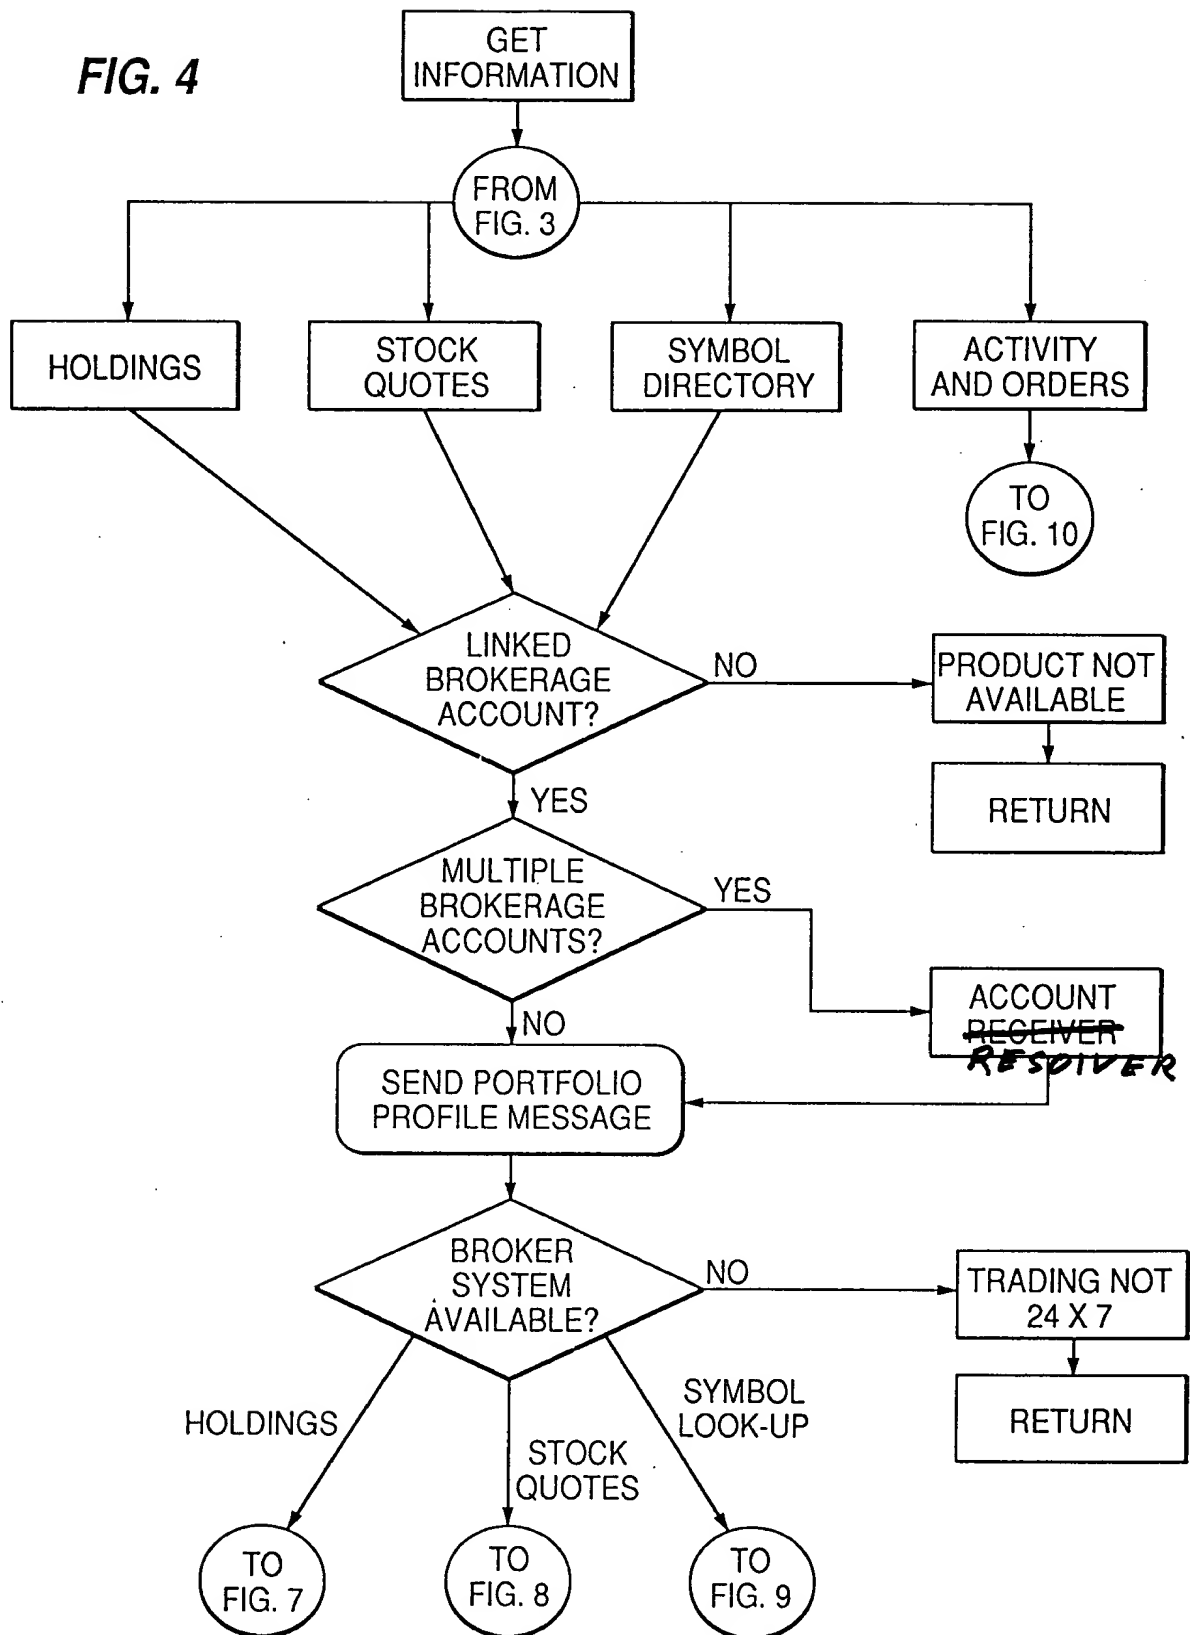 FIG. 4
GET
INFORMATION
FROM
FIG. 3
HOLDINGS
STOCK
QUOTES
SYMBOL
DIRECTORY
ACTIVITY
AND ORDERS
TO
FIG. 10
LINKED
BROKERAGE
ACCOUNT?
NO
PRODUCT NOT
AVAILABLE
RETURN
YES
MULTIPLE
BROKERAGE
ACCOUNTS?
YES
ACCOUNT
RECEIVER
RESOLVER
NO
SEND PORTFOLIO
PROFILE MESSAGE
BROKER
SYSTEM
AVAILABLE?
NO
TRADING NOT
24 X 7
RETURN
HOLDINGS
STOCK
QUOTES
SYMBOL
LOOK-UP
TO
FIG. 7
TO
FIG. 8
TO
FIG. 9